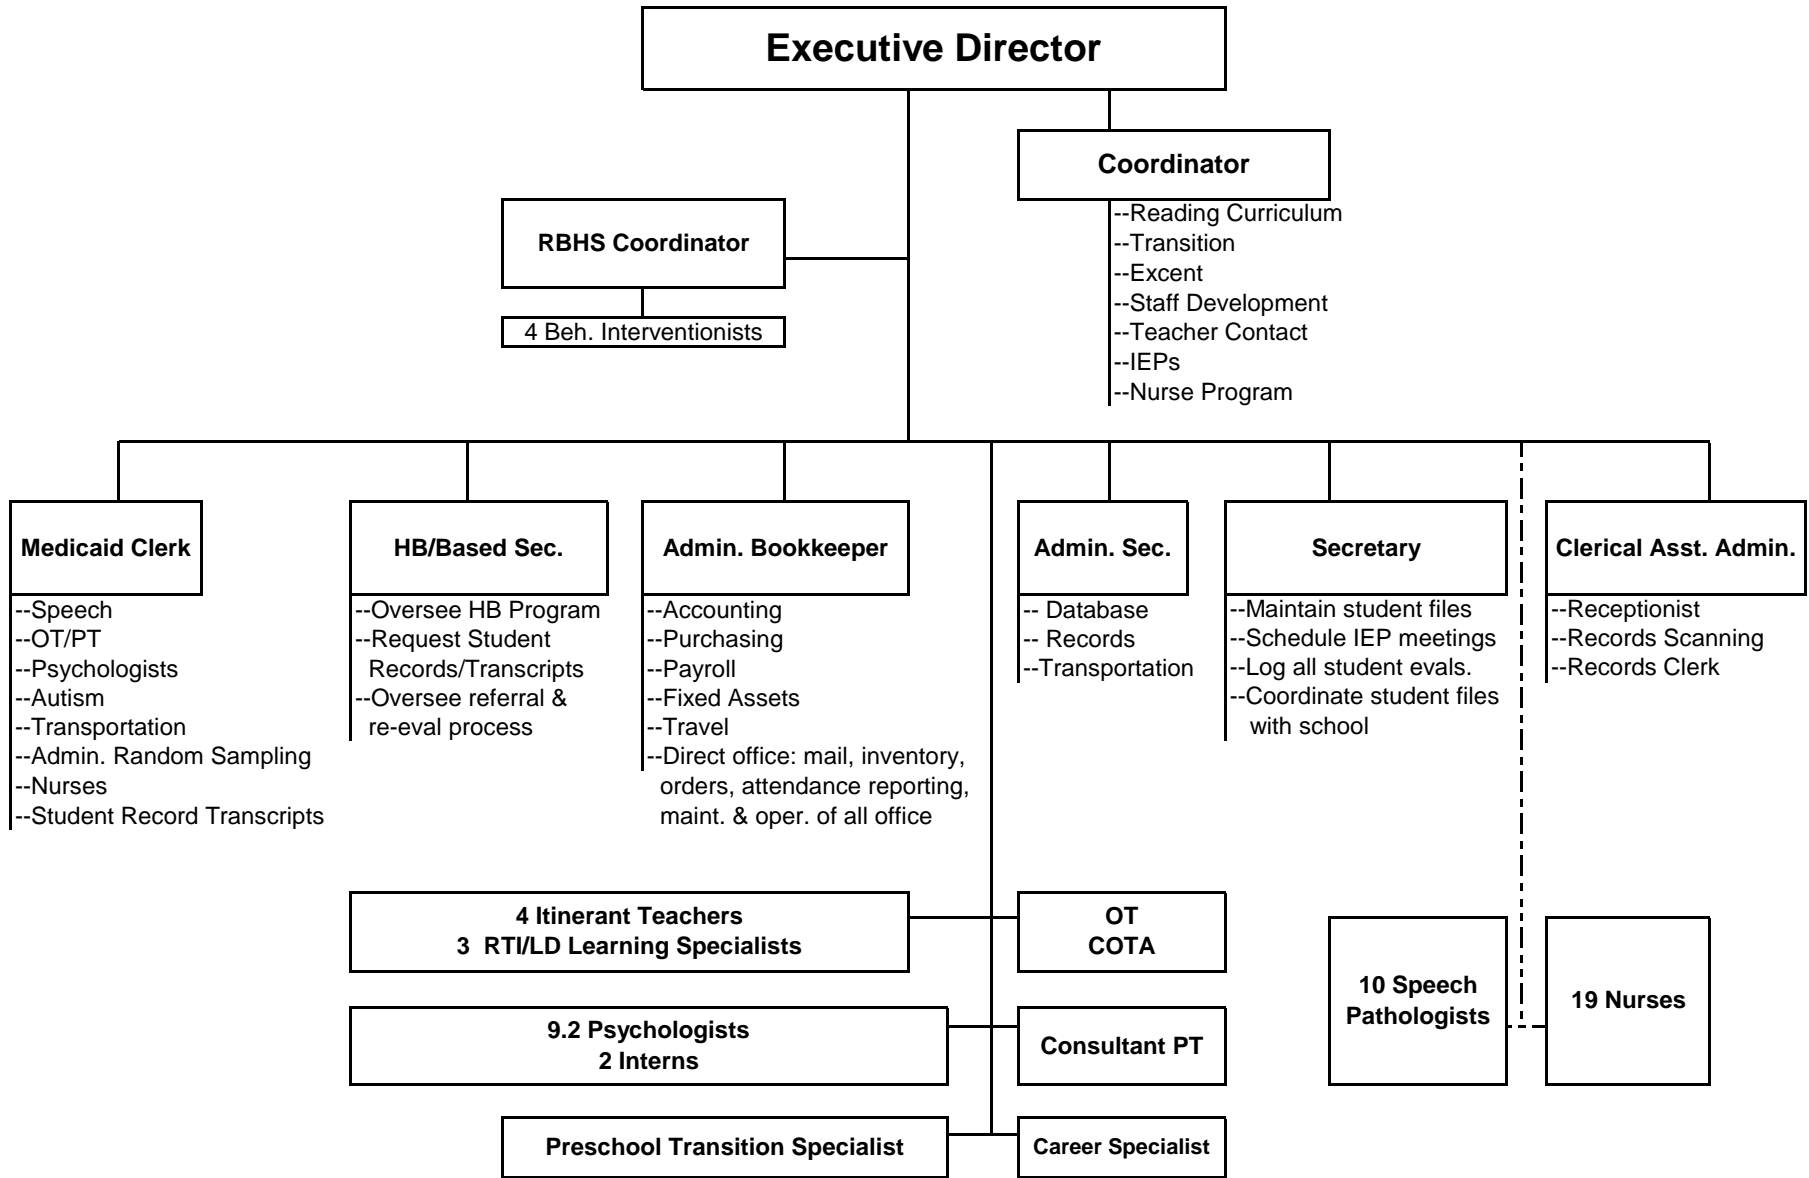 Executive Director
Coordinator
--Reading Curriculum
--Transition
--Excent
--Staff Development
--Teacher Contact
--IEPs
--Nurse Program
RBHS Coordinator
4 Beh. Interventionists
Medicaid Clerk
--Speech
--OT/PT
--Psychologists
--Autism
--Transportation
--Admin. Random Sampling
--Nurses
--Student Record Transcripts
HB/Based Sec.
--Oversee HB Program
--Request Student
Records/Transcripts
--Oversee referral &
re-eval process
Admin. Bookkeeper
--Accounting
--Purchasing
--Payroll
--Fixed Assets
--Travel
--Direct office: mail, inventory,
orders, attendance reporting,
maint. & oper. of all office
Admin. Sec.
-- Database
-- Records
--Transportation
Secretary
--Maintain student files
--Schedule IEP meetings
--Log all student evals.
--Coordinate student files
with school
Clerical Asst. Admin.
--Receptionist
--Records Scanning
--Records Clerk
4 Itinerant Teachers
3 RTI/LD Learning Specialists
OT
COTA
9.2 Psychologists
2 Interns
Consultant PT
Preschool Transition Specialist
Career Specialist
10 Speech
Pathologists
19 Nurses